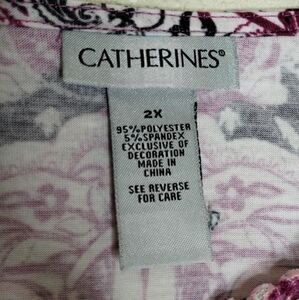 CATHERINES®
2X
95%POLYESTER
5%SPANDEX
EXCLUSIVE OF
DECORATION
MADE IN
CHINA
SEE REVERSE
FOR CARE